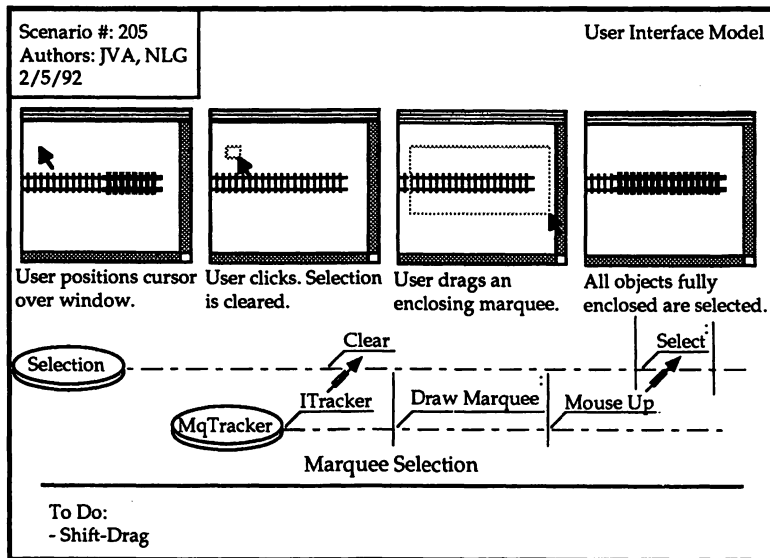 Scenario #: 205
Authors: JVA, NLG
2/5/92
User Interface Model
User positions cursor
over window.
User clicks. Selection
is cleared.
User drags an
enclosing marquee.
All objects fully
enclosed are selected.
Clear
Select
Selection
ITracker
Draw Marquee
Mouse Up
MqTracker
Marquee Selection
To Do:
- Shift-Drag